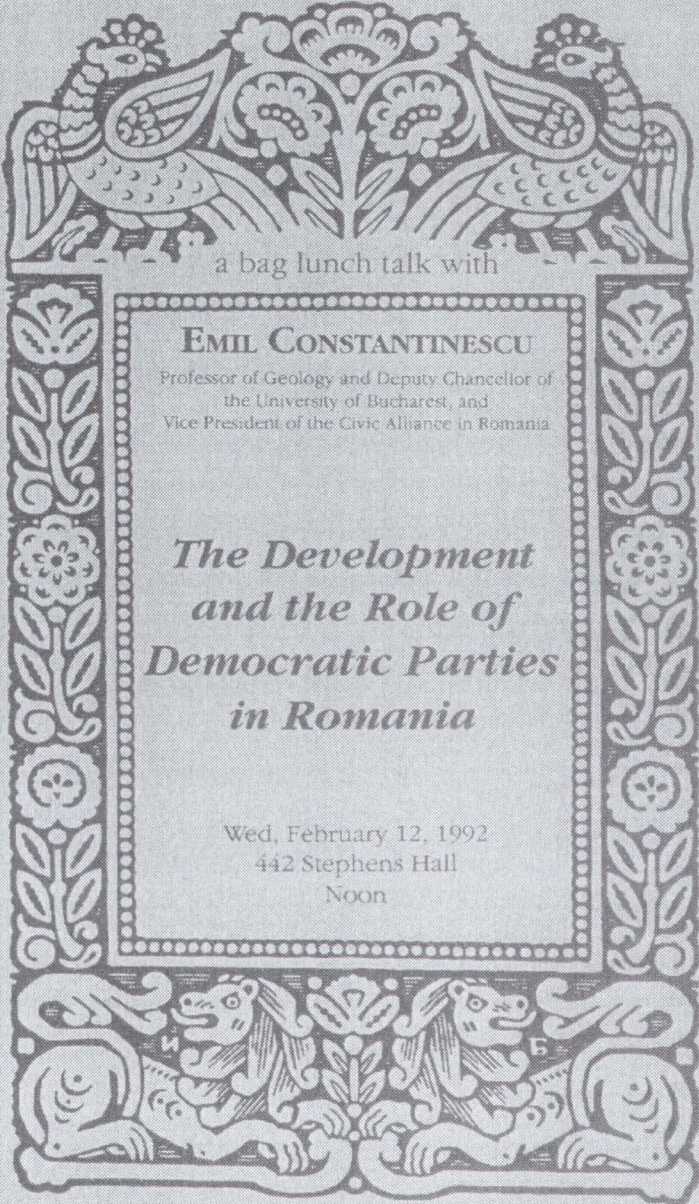 a bag lunch talk with
EMIL CONSTANTINESCU
Professor of Geology and Deputy Chancellor of
the University of Bucharest, and
Vice President of the Civic Alliance in Romania
The Development
and the Role of
Democratic Parties
in Romania
Wed, February 12, 1992
442 Stephens Hall
Noon
И Б